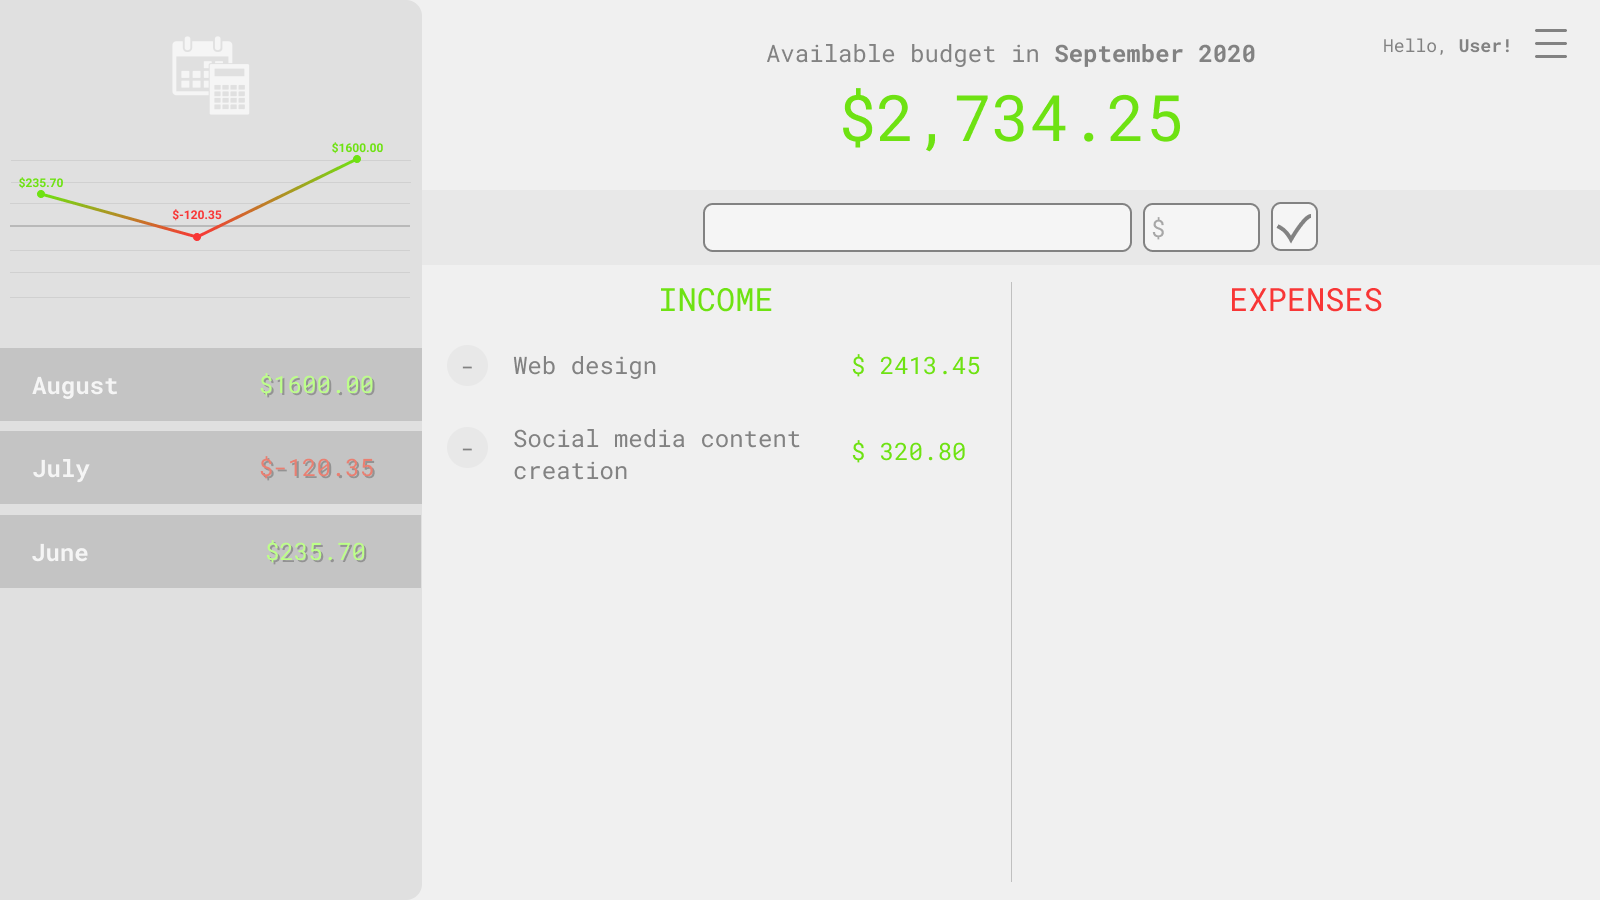 $1600.00
$235.70
$-120.35
August $1600.00
July $-120.35
June $235.70
Available budget in September 2020
$2,734.25
Hello, User!
$
INCOME
- Web design $ 2413.45
- Social media content
creation
$ 320.80
EXPENSES